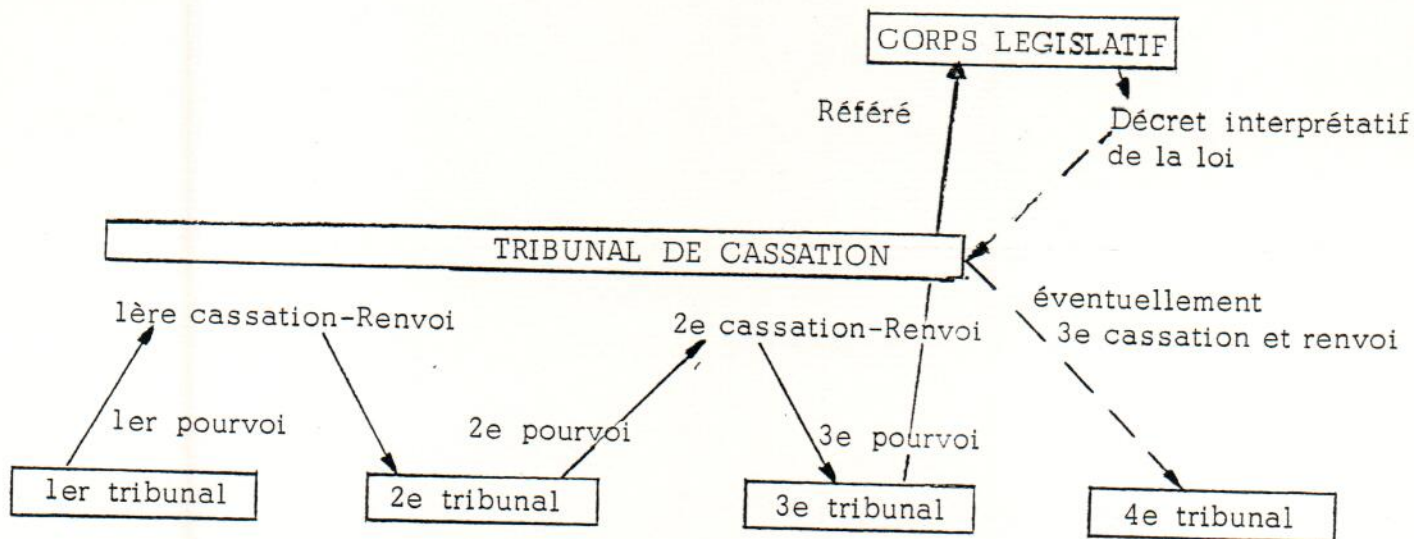 CORPS LEGISLATIF
Référé
Décret interprétatif
de la loi
TRIBUNAL DE CASSATION
1ère cassation-Renvoi
2e cassation-Renvoi
éventuellement
3e cassation et renvoi
1er pourvoi
2e pourvoi
3e pourvoi
1er tribunal
2e tribunal
3e tribunal
4e tribunal